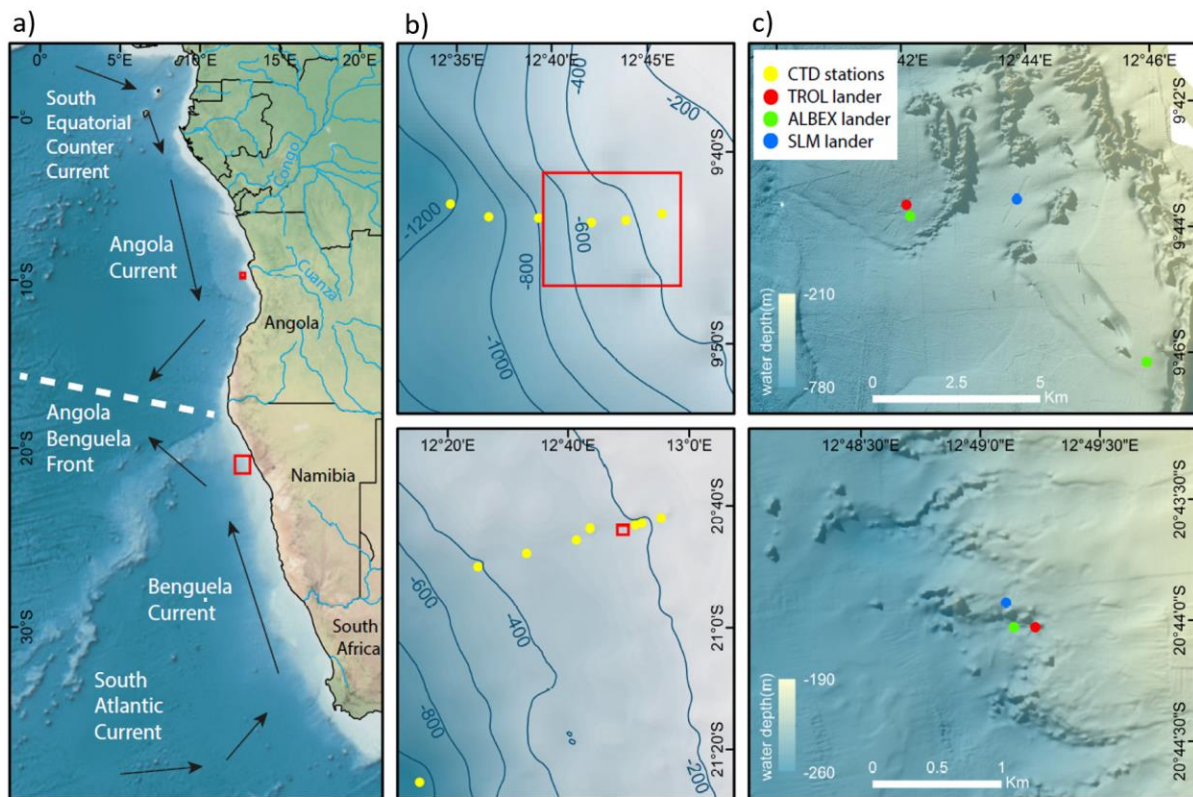 a)
0°
5°E
10°E
15°E
20°E
South
Equatorial
Counter
Current
0°
Congo
Angola
Current
Cuanza
10°S
Angola
Angola
Benguela
Front
20°S
Namibia
Benguela
Current
30°S
South
Africa
South
Atlantic
Current
b)
12°35'E
12°40'E
12°45'E
-400
-200
9°40'S
-1200
-600
-800
-1000
9°50'S
12°20'E
12°40'E
13°0'E
20°40'S
-600
-400
21°0'S
-800
-200
21°20'S
c)
42'E
12°44'E
12°46'E
CTD stations
TROL lander
ALBEX lander
SLM lander
9°42'S
9°44'S
9°46'S
water depth(m)
-210
-780
0
2.5
5
Km
12°48'30"E
12°49'0"E
12°49'30"E
20°43'30"S
20°44'0"S
20°44'30"S
water depth(m)
-190
-260
0
0.5
1
Km